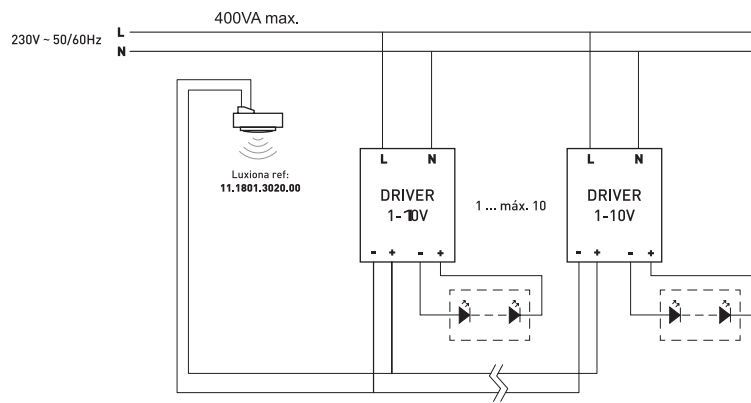 400VA max.
230V ~ 50/60Hz L
N
Luxiona ref:
11.1801.3020.00
L N
DRIVER
1-10V
- + - +
1 ... máx. 10
L N
DRIVER
1-10V
- + - +